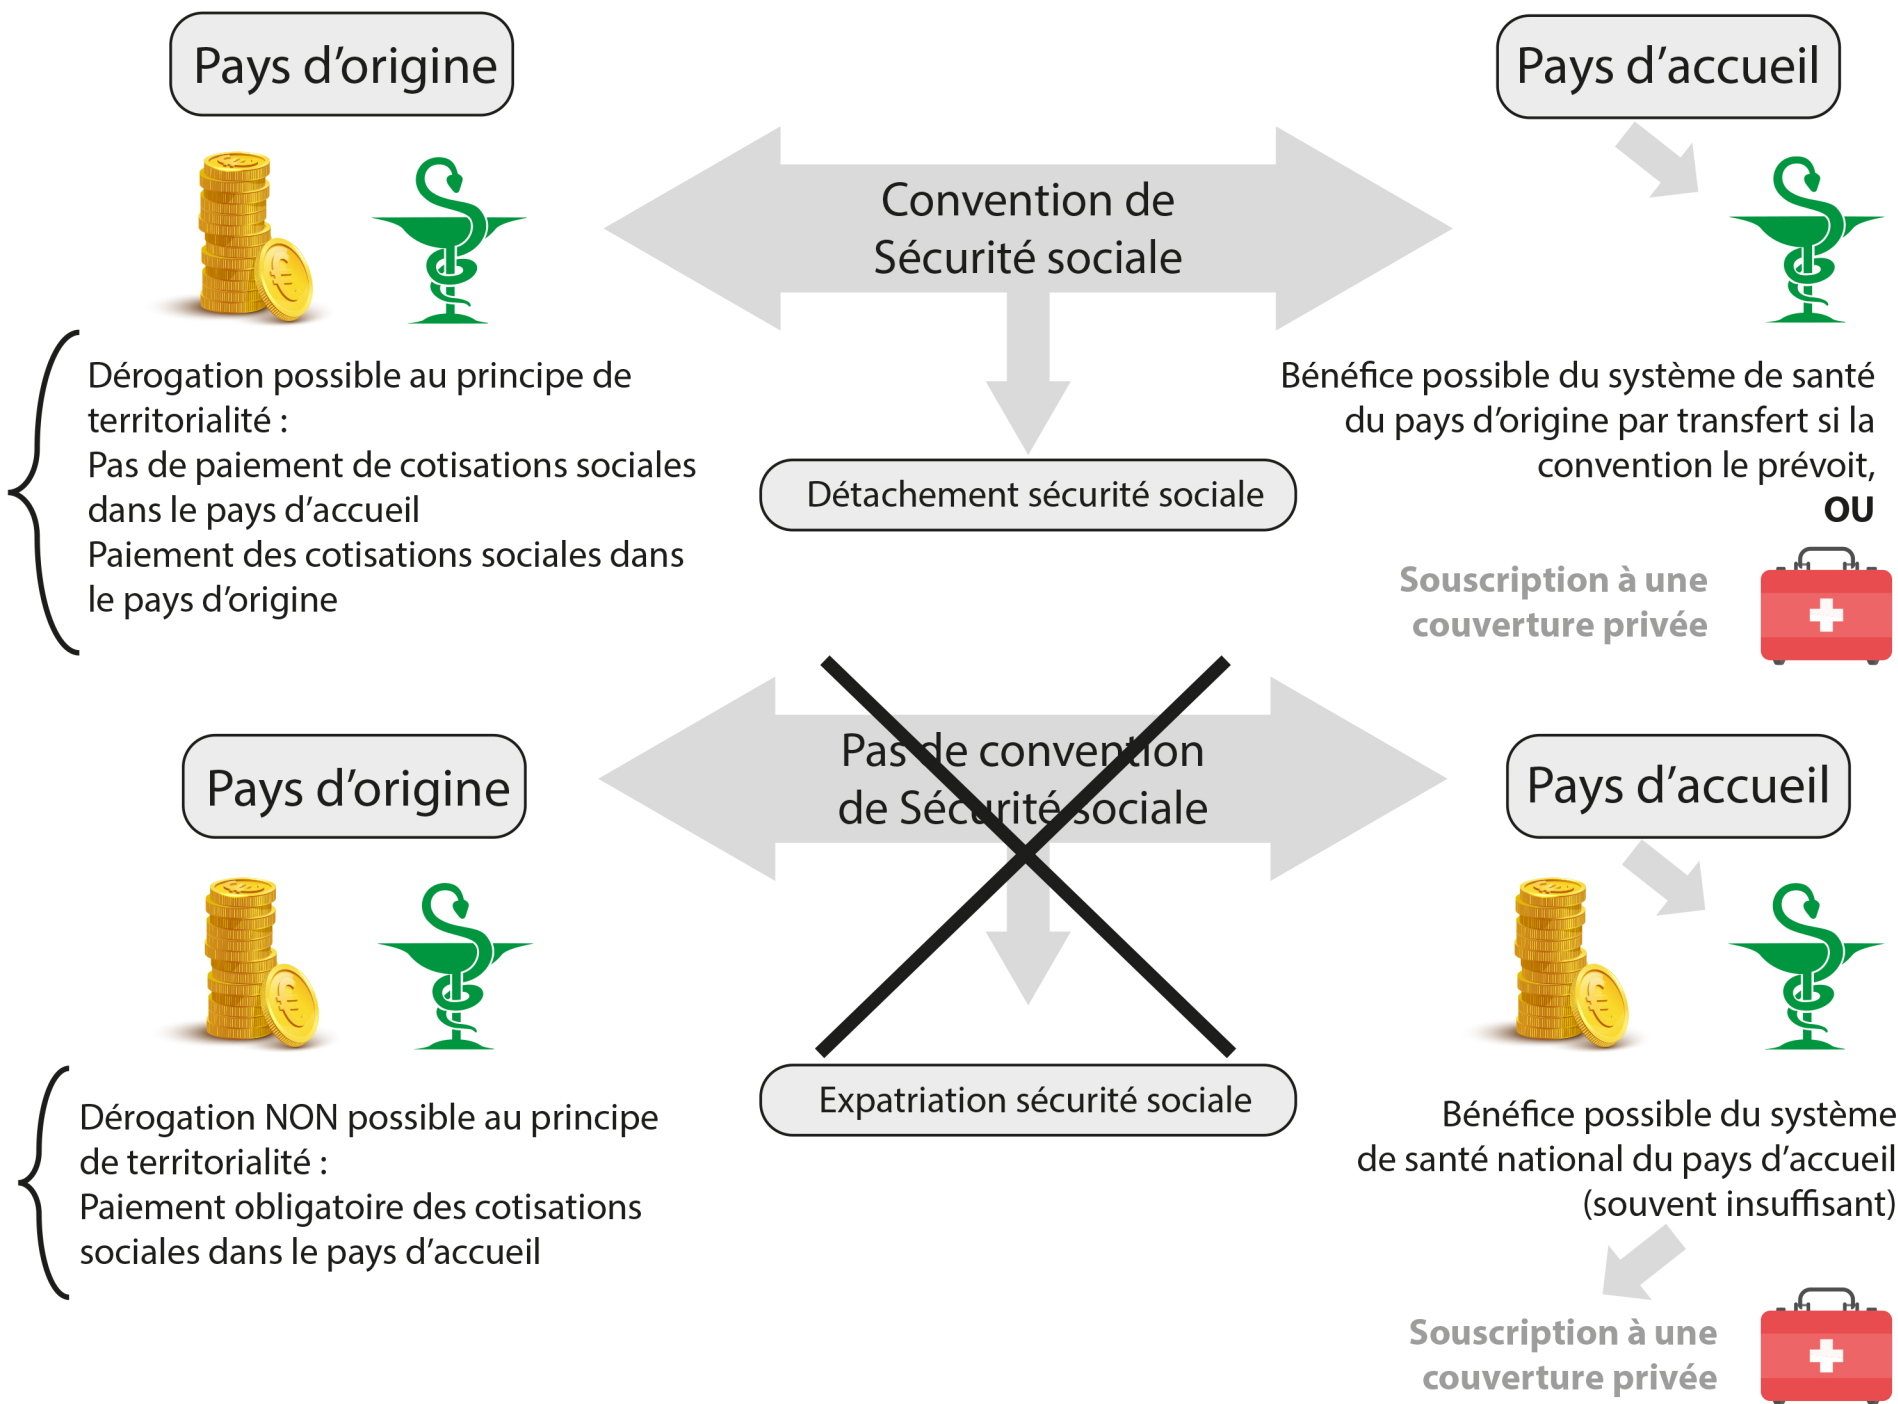 Pays d’origine
Pays d’accueil
Convention de
Sécurité sociale
Dérogation possible au principe de
territorialité :
Pas de paiement de cotisations sociales
dans le pays d’accueil
Paiement des cotisations sociales dans
le pays d’origine
Détachement sécurité sociale
Bénéfice possible du système de santé
du pays d’origine par transfert si la
convention le prévoit,
OU
Souscription à une
couverture privée
Pays d’origine
Pas de convention
de Sécurité sociale
Pays d’accueil
Dérogation NON possible au principe
de territorialité :
Paiement obligatoire des cotisations
sociales dans le pays d’accueil
Expatriation sécurité sociale
Bénéfice possible du système
de santé national du pays d’accueil
(souvent insuffisant)
Souscription à une
couverture privée